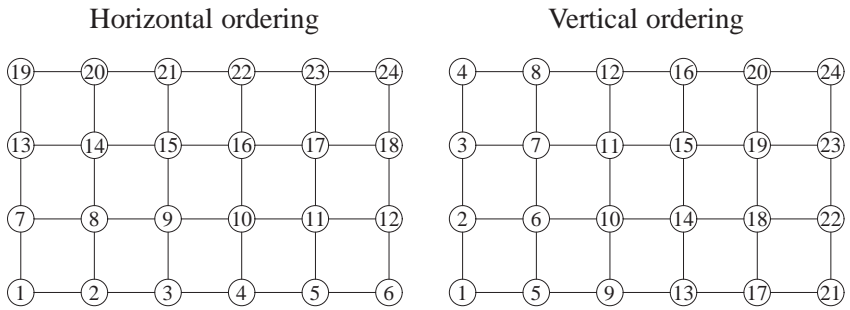 Horizontal ordering Vertical ordering
19 20 21 22 23 24 4 8 12 16 20 24
13 14 15 16 17 18 3 7 11 15 19 23
7 8 9 10 11 12 2 6 10 14 18 22
1 2 3 4 5 6 1 5 9 13 17 21